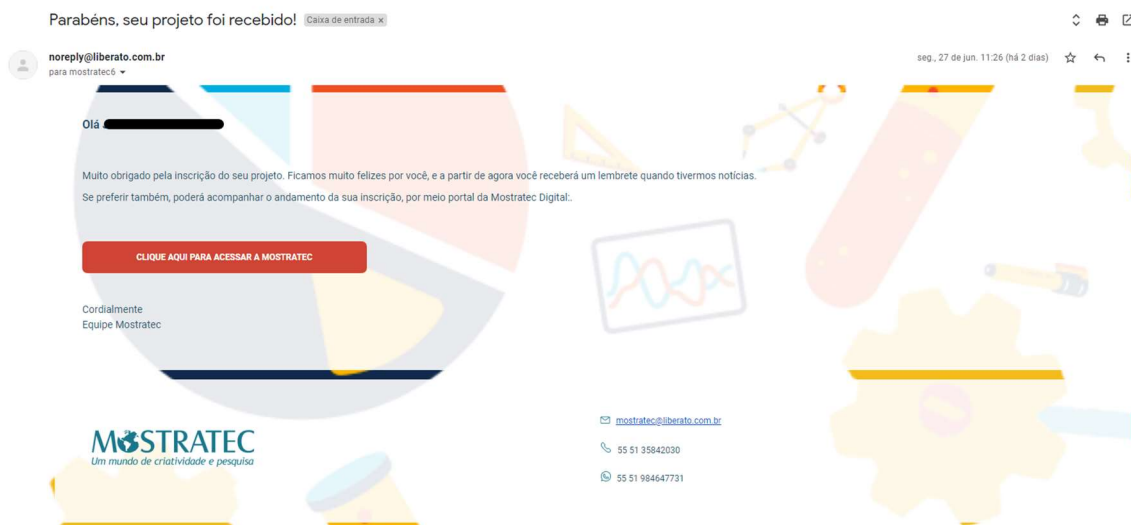 Parabéns, seu projeto foi recebido! Caixa de entrada x
noreply@liberato.com.br
seg., 27 de jun. 11:26 (há 2 dias)
para mostratec6
Olá
Muito obrigado pela inscrição do seu projeto. Ficamos muito felizes por você, e a partir de agora você receberá um lembrete quando tivermos notícias.
Se preferir também, poderá acompanhar o andamento da sua inscrição, por meio portal da Mostratec Digital:.
CLIQUE AQUI PARA ACESSAR A MOSTRATEC
Cordialmente
Equipe Mostratec
MOSTRATEC
Um mundo de criatividade e pesquisa
mostratec@liberato.com.br
55 51 35842030
55 51 984647731